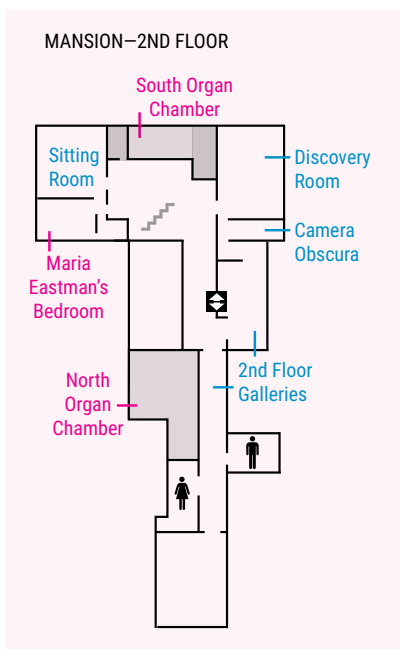 MANSION—2ND FLOOR
South Organ
Chamber
Sitting
Room
Discovery
Room
Camera
Obscura
Maria
Eastman's
Bedroom
2nd Floor
Galleries
North
Organ
Chamber